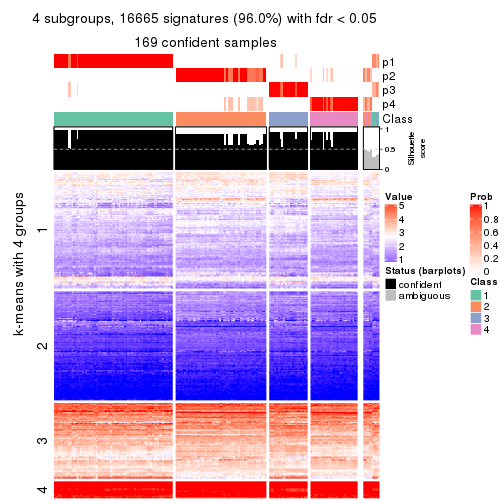 4 subgroups, 16665 signatures (96.0%) with fdr < 0.05
169 confident samples
p1
p2
p3
p4
Class
1
0.5
0
Silhouette
score
k-means with 4 groups
1
2
3
4
Value
5
4
3
2
1
Status (barplots)
confident
ambiguous
Prob
1
0.8
0.6
0.4
0.2
0
Class
1
2
3
4